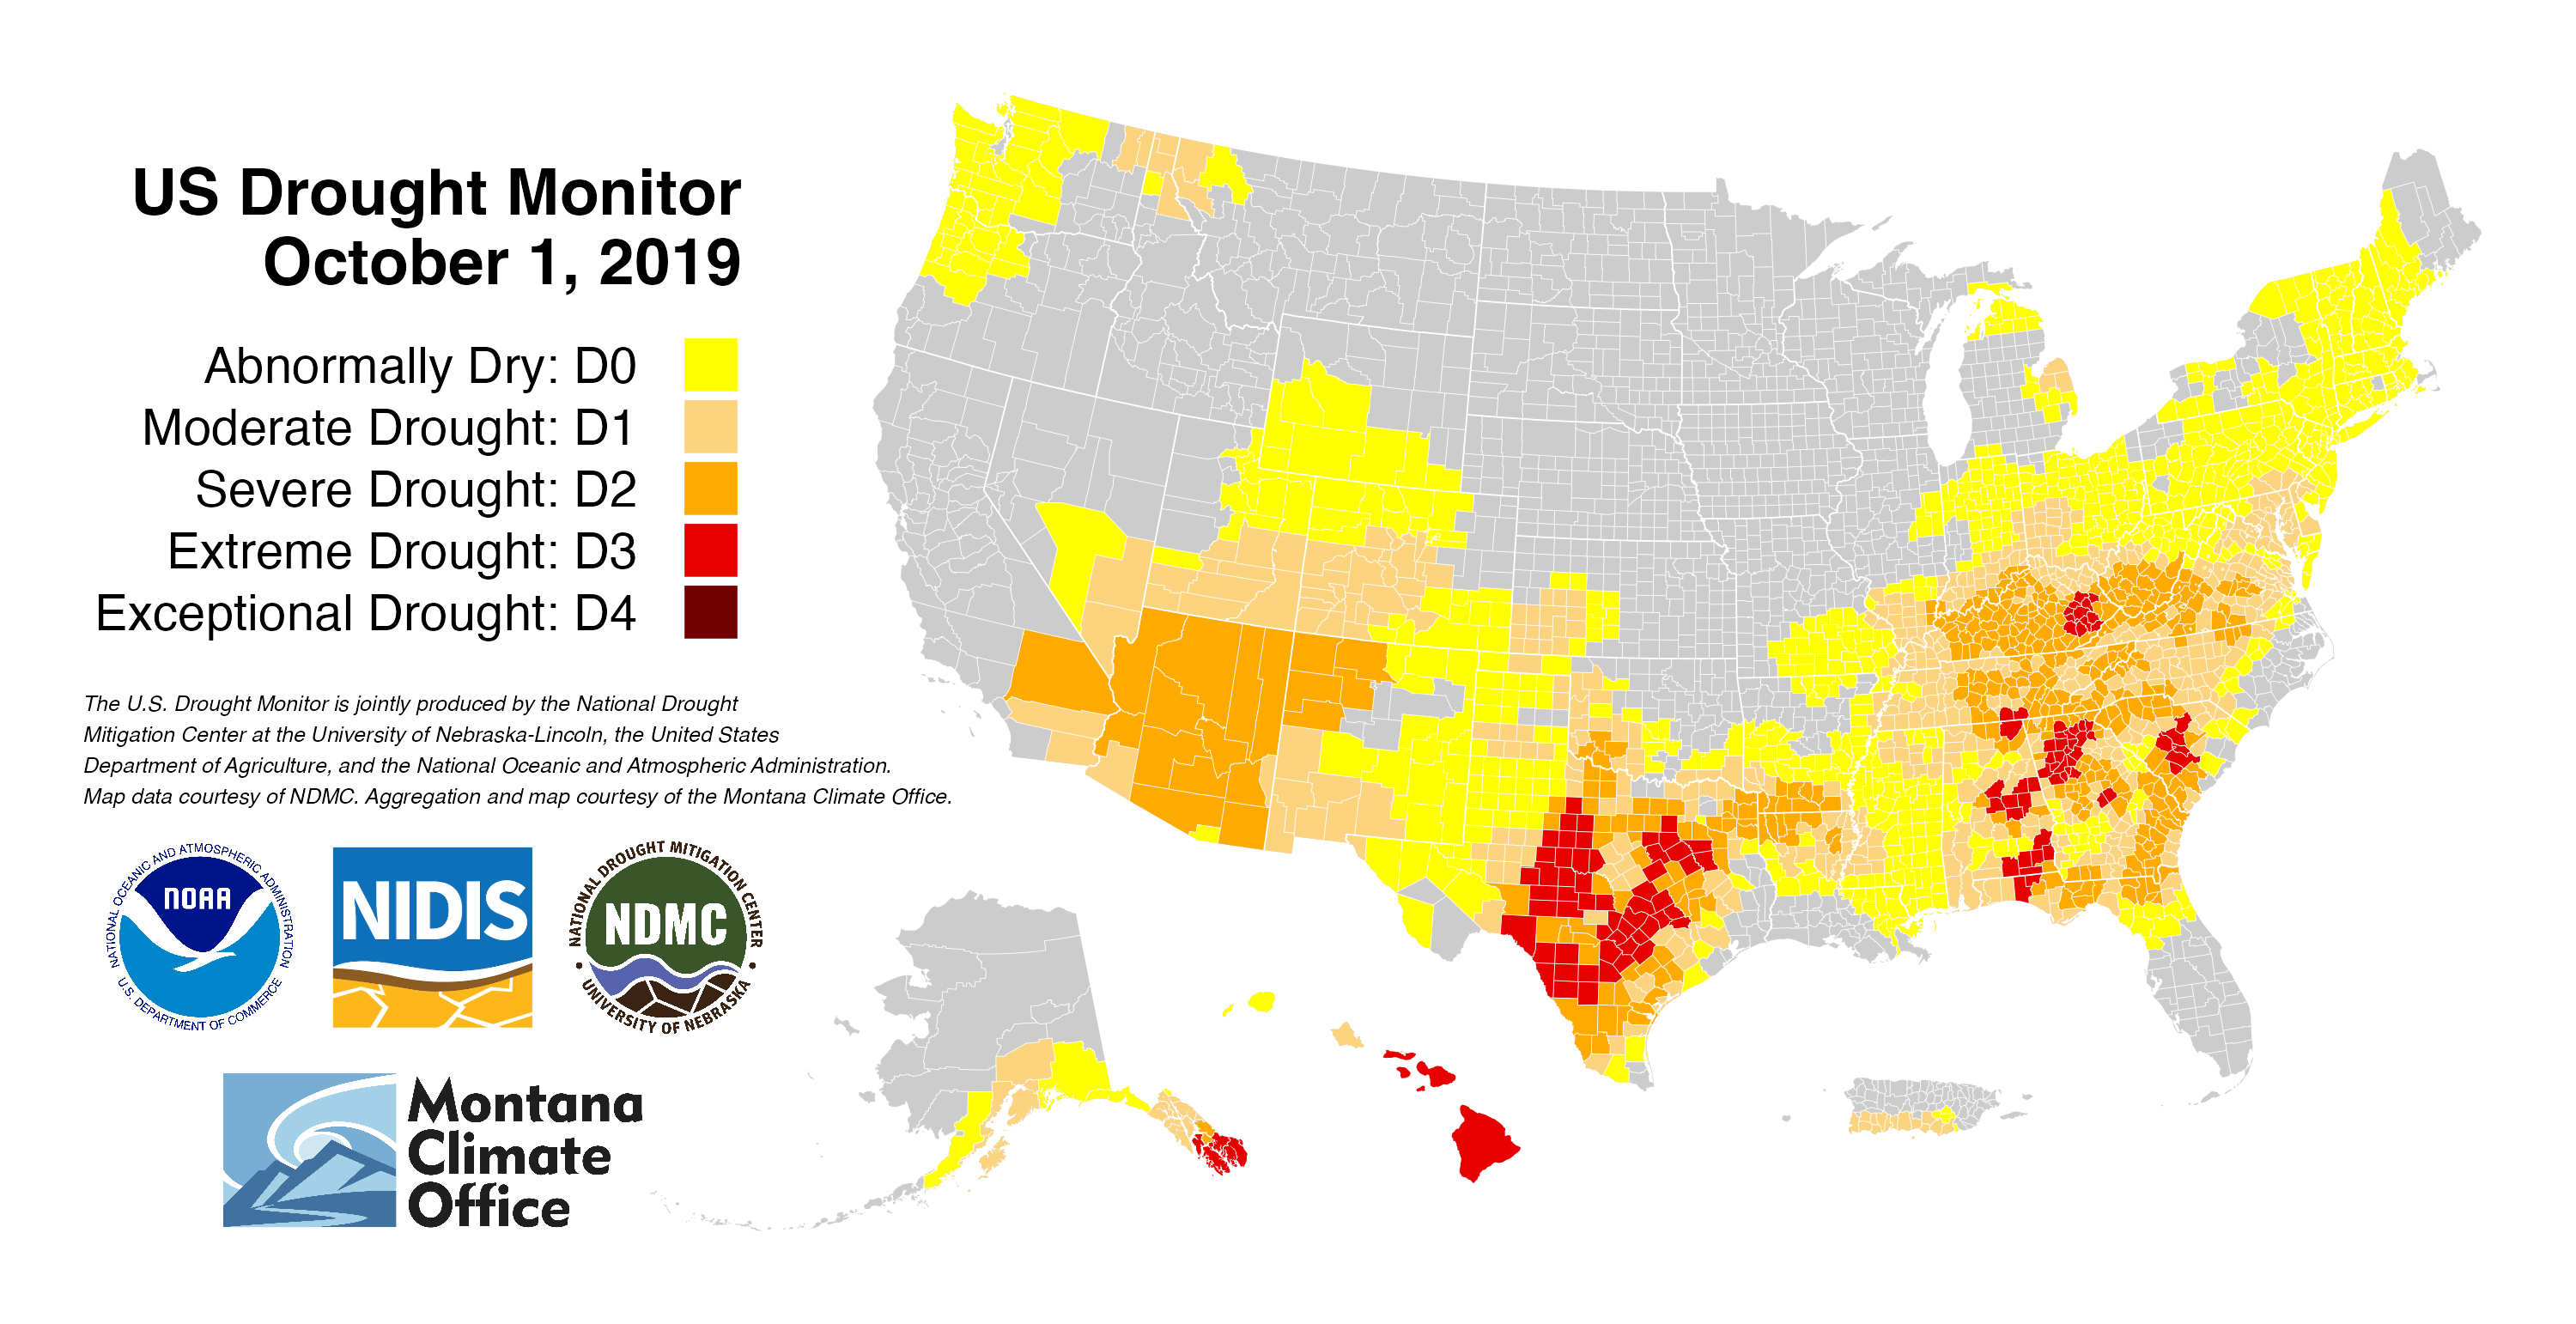 US Drought Monitor
October 1, 2019
Abnormally Dry: D0
Moderate Drought: D1
Severe Drought: D2
Extreme Drought: D3
Exceptional Drought: D4
The U.S. Drought Monitor is jointly produced by the National Drought
Mitigation Center at the University of Nebraska-Lincoln, the United States
Department of Agriculture, and the National Oceanic and Atmospheric Administration.
Map data courtesy of NDMC. Aggregation and map courtesy of the Montana Climate Office.
NATIONAL OCEANIC AND ATMOSPHERIC ADMINISTRATION
NOAA
U.S. DEPARTMENT OF COMMERCE
NIDIS
NATIONAL DROUGHT MITIGATION CENTER
NDMC
UNIVERSITY OF NEBRASKA
Montana
Climate
Office